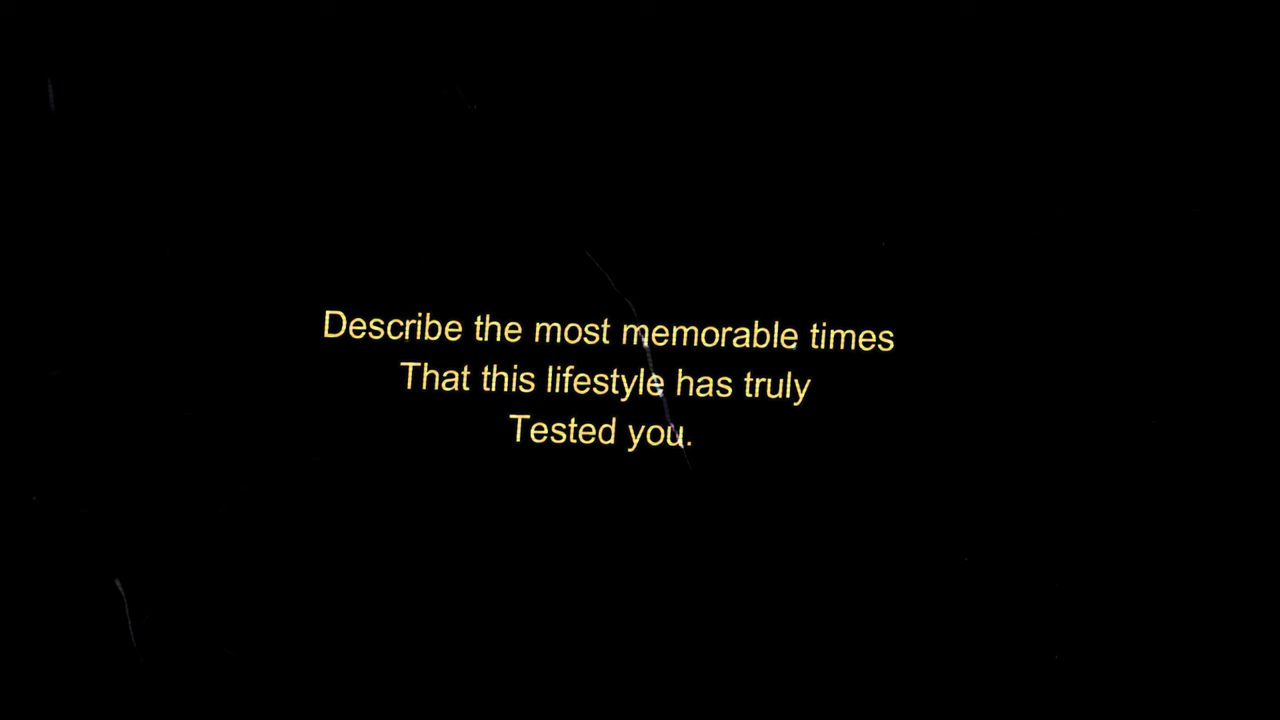 Describe the most memorable times
That this lifestyle has truly
Tested you.